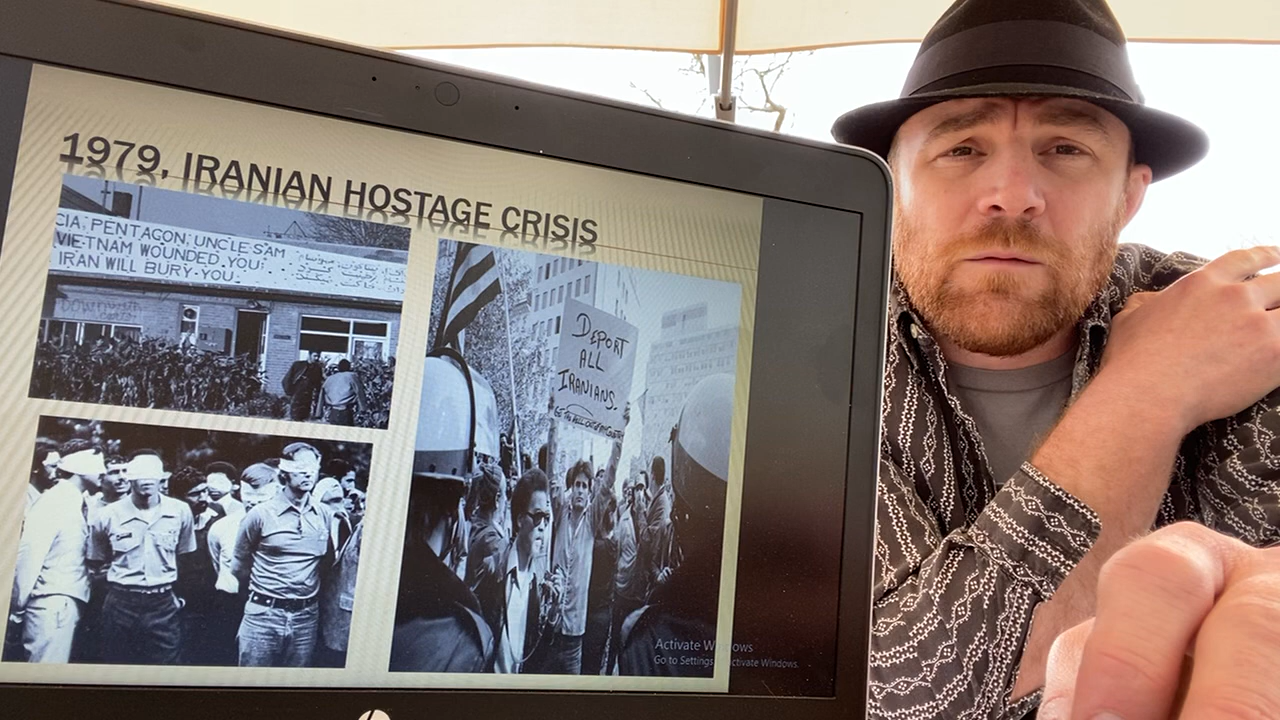 1979, IRANIAN HOSTAGE CRISIS
CIA, PENTAGON, UNCLE SAM
VIETNAM WOUNDED YOU
IRAN WILL BURY YOU
DEPORT
ALL
IRANIANS.
Activate Windows
Go to Settings activate Windows.